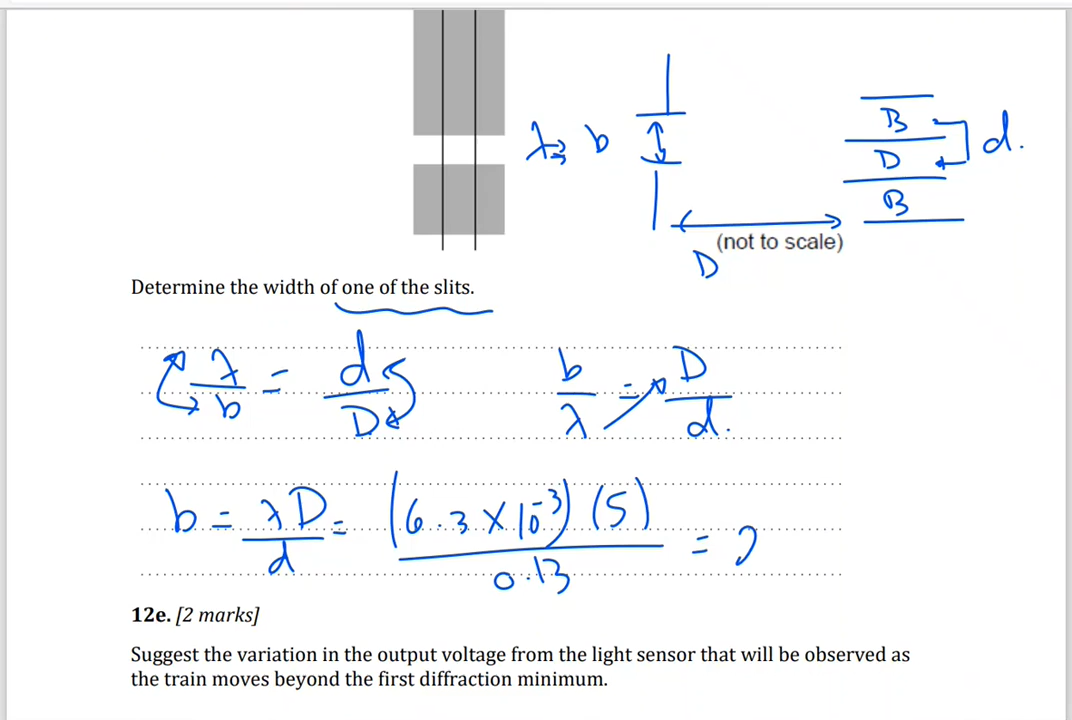 λ b
B
D
B
d.
(not to scale)
D
Determine the width of one of the slits.
λ/b = d/D
b/λ = D/d.
b = λD/d = (6.3 × 10^-3) (5) / 0.13 = 2
12e. [2 marks]
Suggest the variation in the output voltage from the light sensor that will be observed as
the train moves beyond the first diffraction minimum.